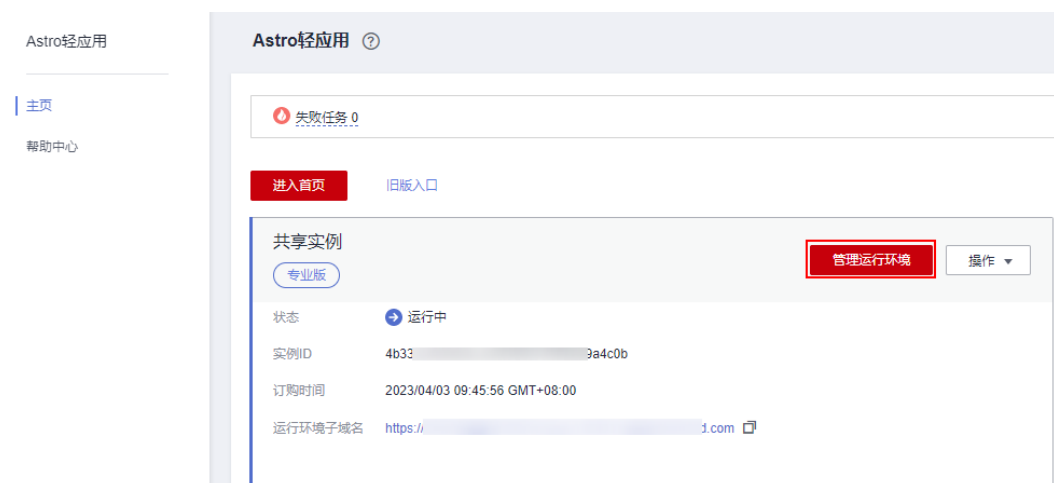 Astro轻应用
主页
帮助中心
Astro轻应用 ?
失败任务 0
进入首页 旧版入口
共享实例
专业版
管理运行环境 操作
状态 运行中
实例ID 4b33 9a4c0b
订购时间 2023/04/03 09:45:56 GMT+08:00
运行环境子域名 https:// d.com